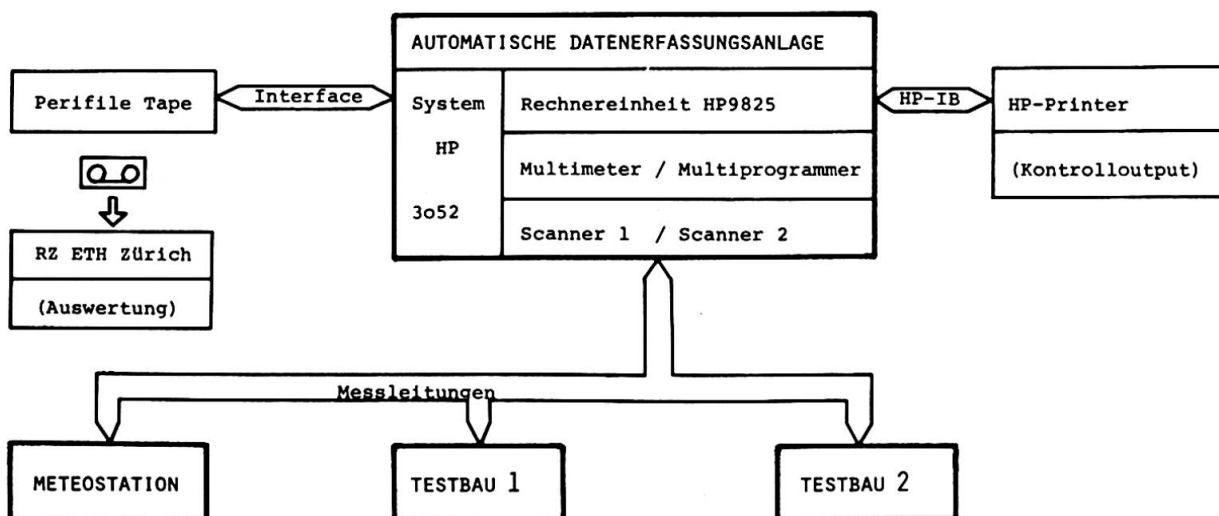 AUTOMATISCHE DATENERFASSUNGSANLAGE
Perifile Tape
Interface
System
HP
3o52
Rechnereinheit HP9825
Multimeter / Multiprogrammer
Scanner 1 / Scanner 2
HP-IB
HP-Printer
(Kontrolloutput)
RZ ETH Zürich
(Auswertung)
Messleitungen
METEOSTATION
TESTBAU 1
TESTBAU 2